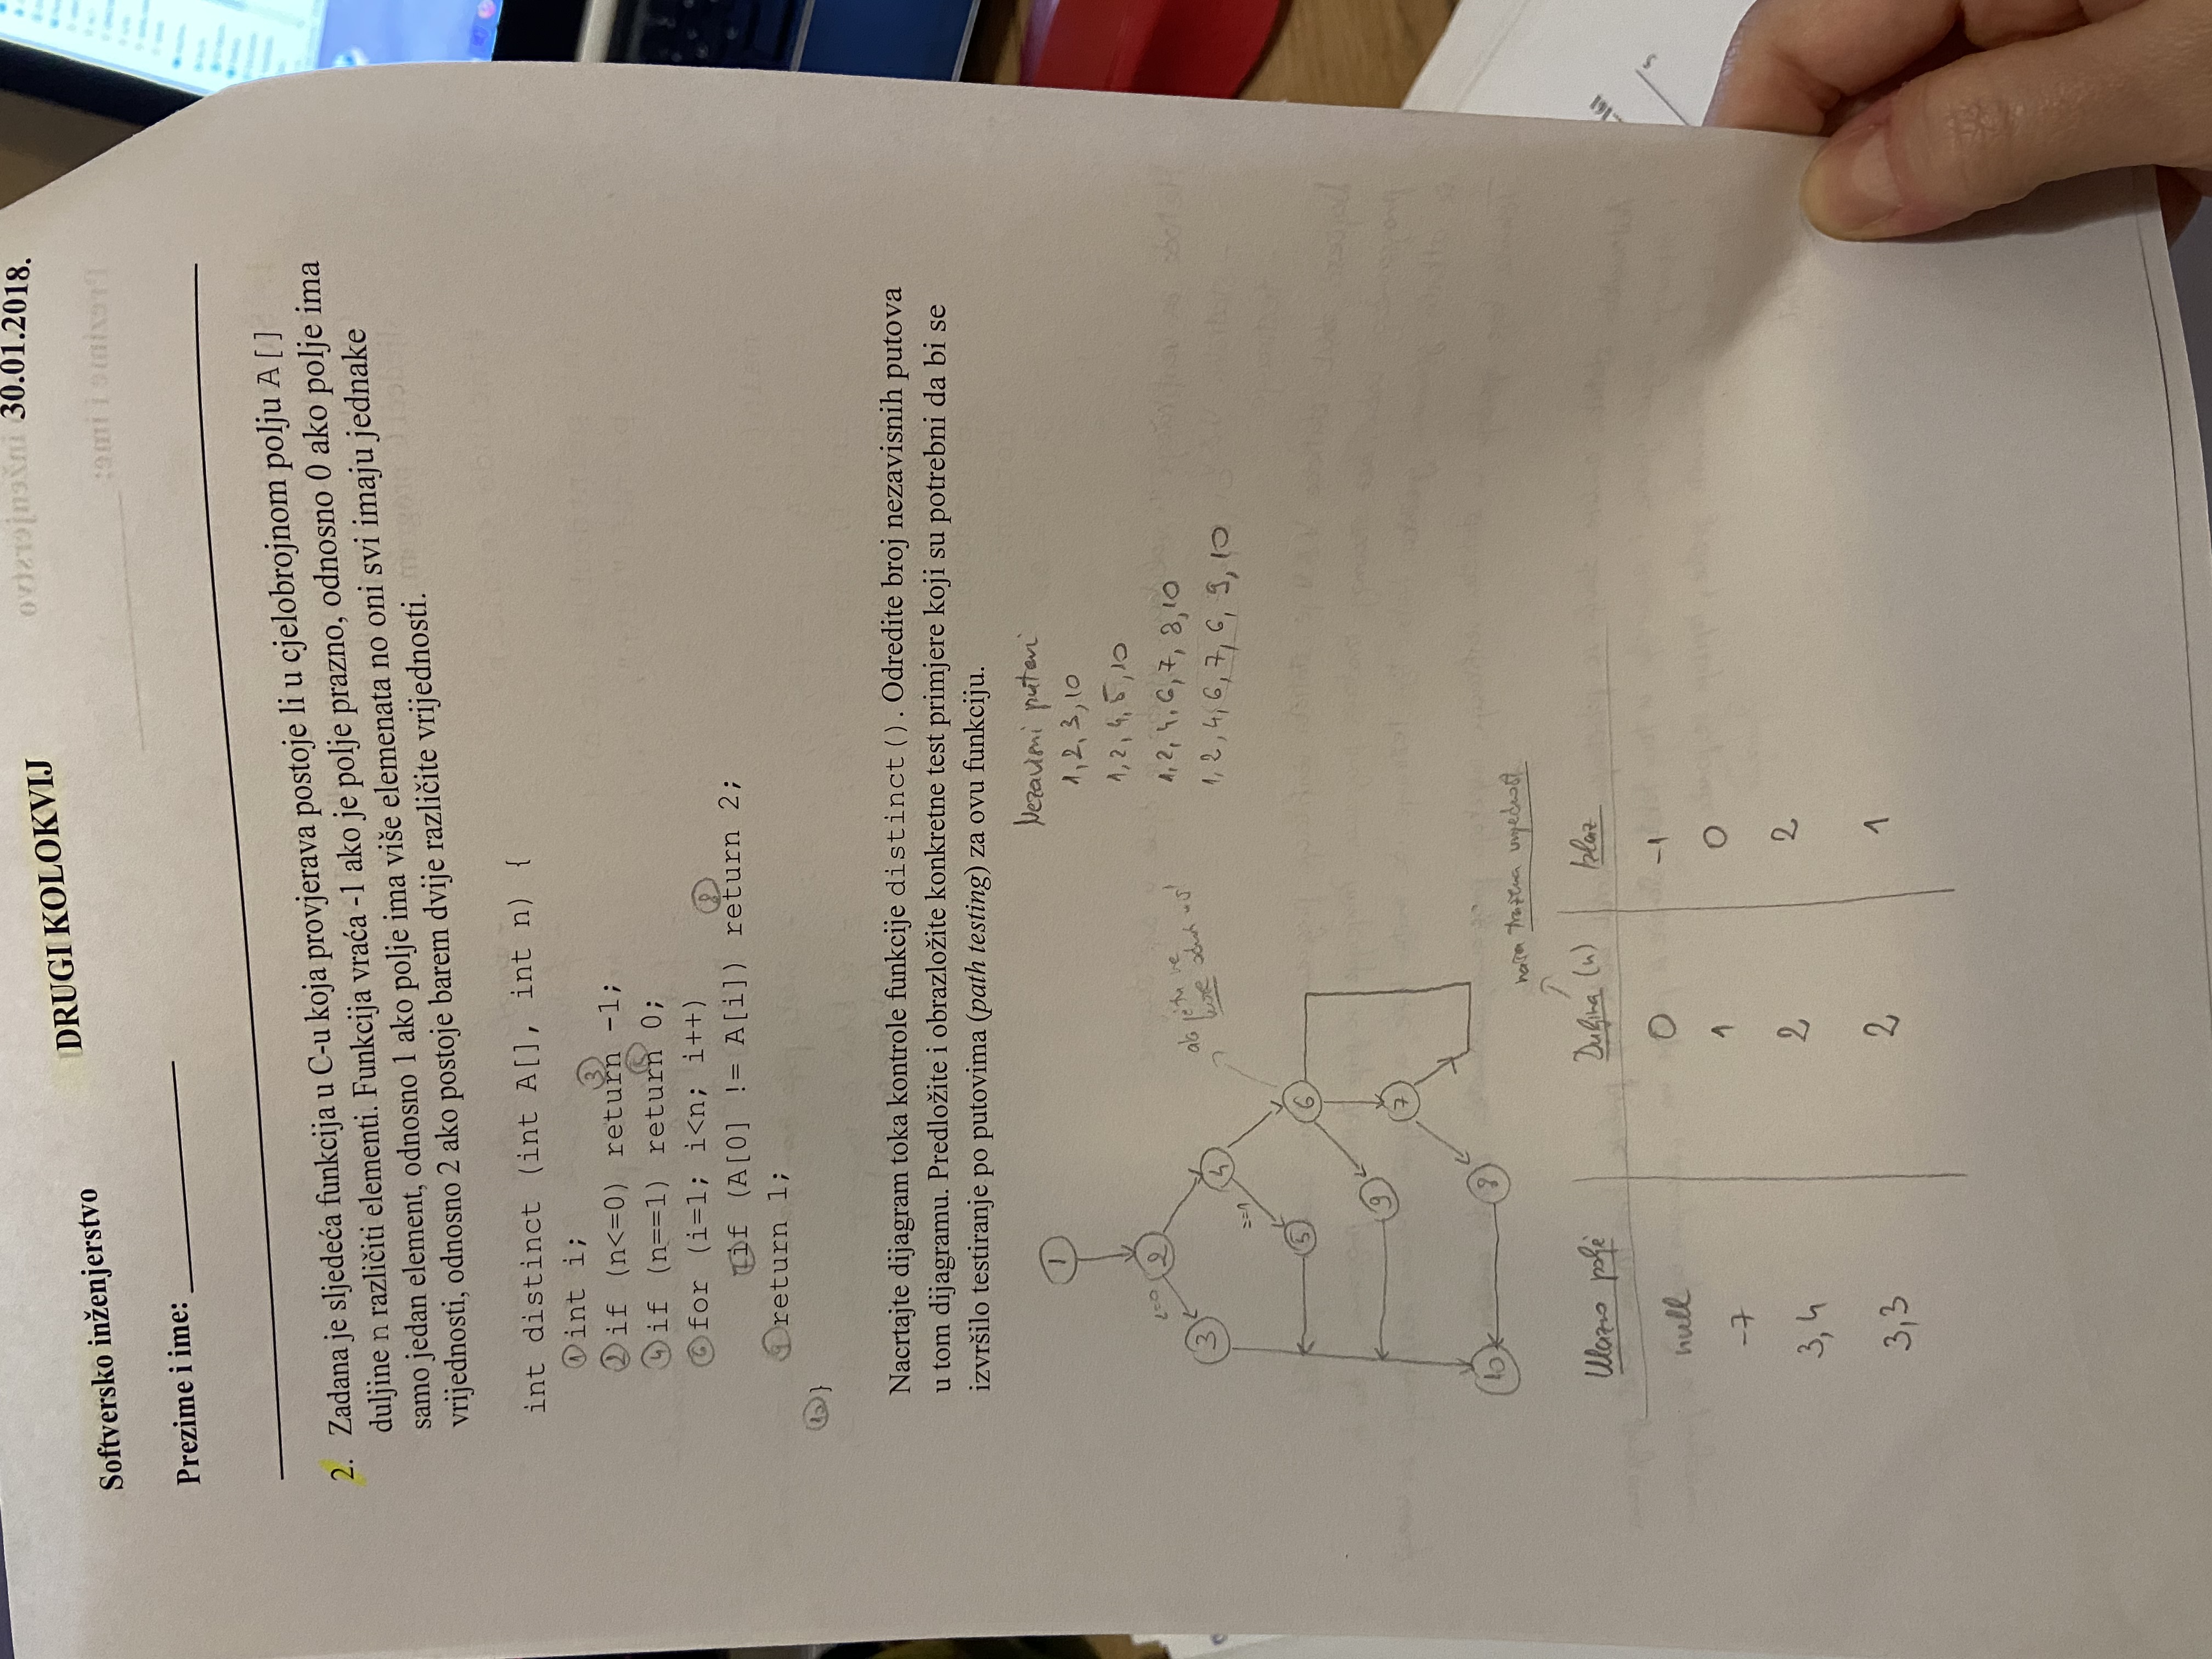 30.01.2018.
DRUGI KOLOKVIJ
Softversko inženjerstvo
Prezime i ime:
2. Zadana je sljedeća funkcija u C-u koja provjerava postoje li u cjelobrojnom polju A[]
duljine n različiti elementi. Funkcija vraća -1 ako je polje prazno, odnosno 0 ako polje ima
samo jedan element, odnosno 1 ako polje ima više elemenata no oni svi imaju jednake
vrijednosti, odnosno 2 ako postoje barem dvije različite vrijednosti.
int distinct (int A[], int n) {
1 int i;
3
2 if (n<=0) return -1;
5
4 if (n==1) return 0;
6 for (i=1; i<n; i++)
8
7 if (A[0] != A[i]) return 2;
9 return 1;
10 }
Nacrtajte dijagram toka kontrole funkcije distinct(). Odredite broj nezavisnih putova
u tom dijagramu. Predložite i obrazložite konkretne test primjere koji su potrebni da bi se
izvršilo testiranje po putovima (path testing) za ovu funkciju.
Nezavisni putevi
1,2,3,10
1,2,4,5,10
1,2,4,6,7,8,10
1,2,4,6,7,6,9,10
1
<=0
2
3
4
==1
5
6
9
7
10
8
naša tražena vrijednost
Ulazno polje Duljina (n) Izlaz
null 0 -1
-7 1 0
3,4 2 2
3,3 2 1